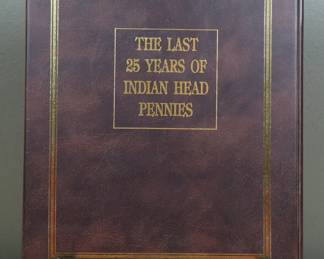 THE LAST
25 YEARS OF
INDIAN HEAD
PENNIES